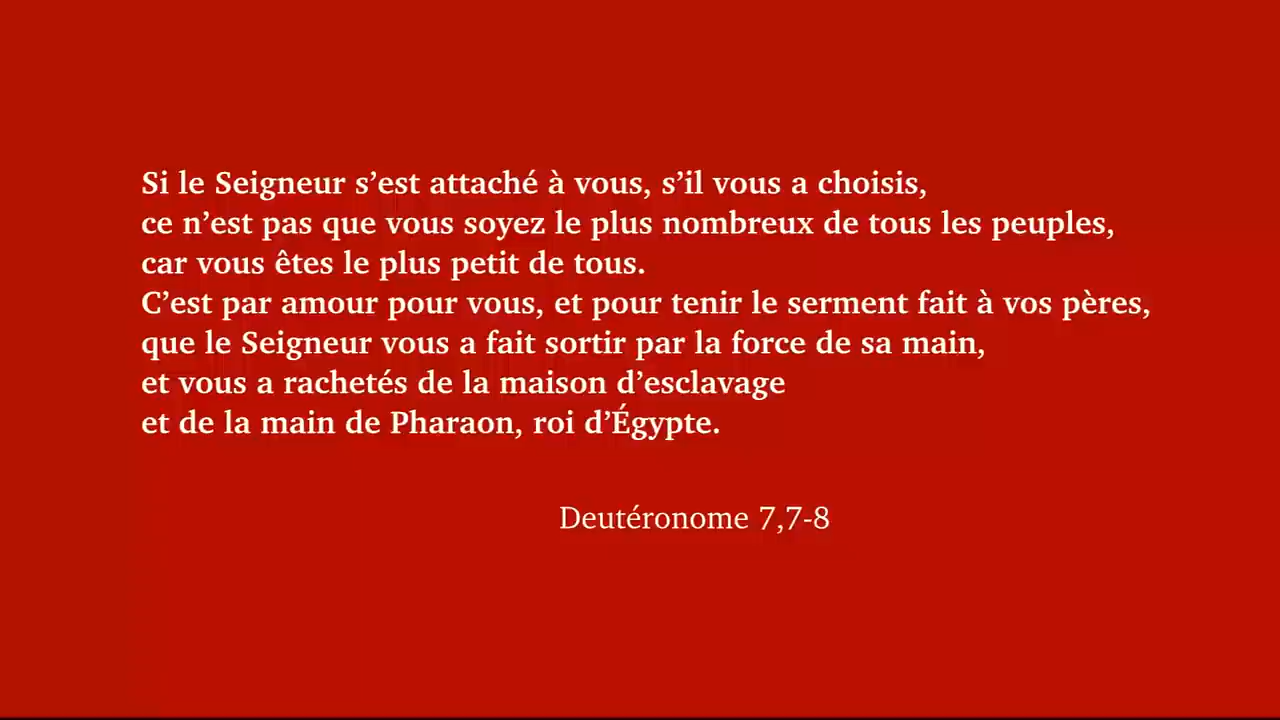 Si le Seigneur s’est attaché à vous, s’il vous a choisis,
ce n’est pas que vous soyez le plus nombreux de tous les peuples,
car vous êtes le plus petit de tous.
C’est par amour pour vous, et pour tenir le serment fait à vos pères,
que le Seigneur vous a fait sortir par la force de sa main,
et vous a rachetés de la maison d’esclavage
et de la main de Pharaon, roi d’Égypte.
Deutéronome 7,7-8